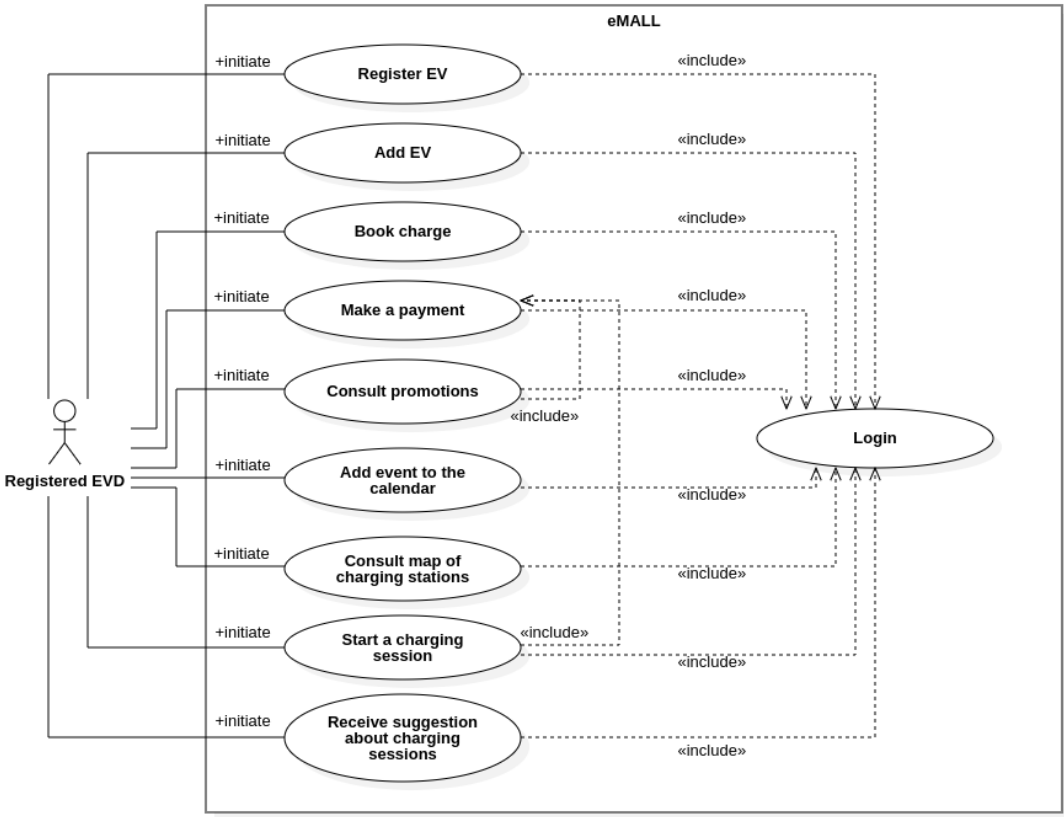 eMALL
+initiate
Register EV
«include»
+initiate
Add EV
«include»
+initiate
Book charge
«include»
+initiate
Make a payment
«include»
+initiate
Consult promotions
«include»
«include»
Login
Registered EVD
+initiate
Add event to the
calendar
«include»
+initiate
Consult map of
charging stations
«include»
+initiate
Start a charging
session
«include»
«include»
+initiate
Receive suggestion
about charging
sessions
«include»